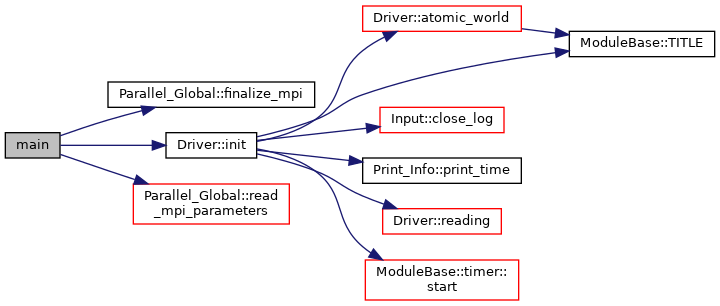 main
Parallel_Global::finalize_mpi
Driver::init
Parallel_Global::read
_mpi_parameters
Driver::atomic_world
ModuleBase::TITLE
Input::close_log
Print_Info::print_time
Driver::reading
ModuleBase::timer::
start